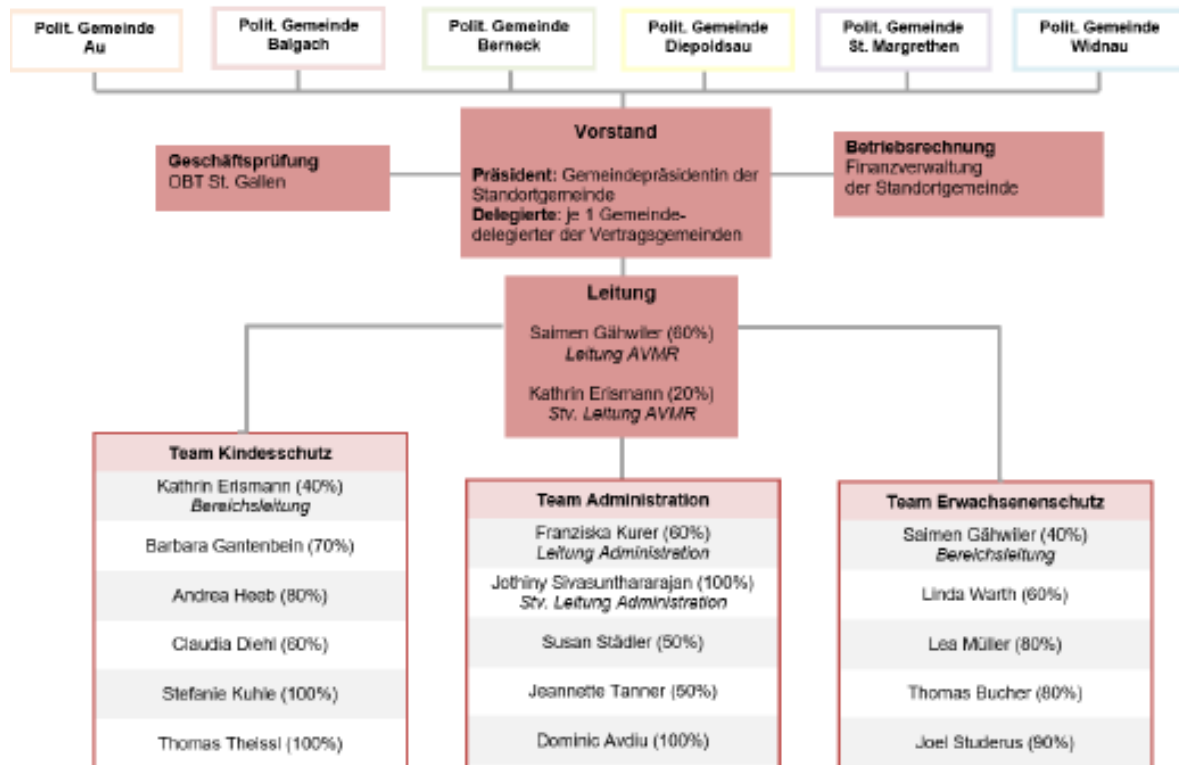 Polit. Gemeinde
Au
Polit. Gemeinde
Balgach
Polit. Gemeinde
Berneck
Polit. Gemeinde
Diepoldsau
Polit. Gemeinde
St. Margrethen
Polit. Gemeinde
Widnau
Geschäftsprüfung
OBT St. Gallen
Vorstand
Präsident: Gemeindepräsidentin der
Standortgemeinde
Delegierte: je 1 Gemeinde-
delegierter der Vertragsgemeinden
Betriebsrechnung
Finanzverwaltung
der Standortgemeinde
Leitung
Saimen Gähwiler (60%)
Leitung AVMR
Kathrin Erismann (20%)
Stv. Leitung AVMR
Team Kindesschutz
Kathrin Erismann (40%)
Bereichsleitung
Barbara Gantenbein (70%)
Andrea Heeb (80%)
Claudia Diehl (60%)
Stefanie Kuhle (100%)
Thomas Theissl (100%)
Team Administration
Franziska Kurer (60%)
Leitung Administration
Jothiny Sivasunthararajan (100%)
Stv. Leitung Administration
Susan Städler (50%)
Jeannette Tanner (50%)
Dominic Avdiu (100%)
Team Erwachsenenschutz
Saimen Gähwiler (40%)
Bereichsleitung
Linda Warth (60%)
Lea Müller (80%)
Thomas Bucher (80%)
Joel Studerus (90%)